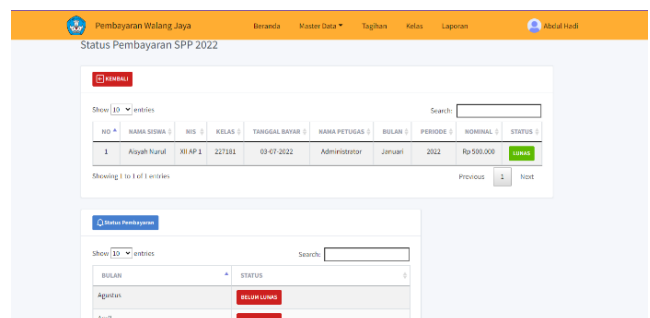 Pembayaran Walang Jaya Beranda Master Data Tagihan Kelas Laporan Abdal Hadi
Status Pembayaran SPP 2022
KEMBALI
Show 10 entries Search:
NO NAMA SISWA NIS KELAS TANGGAL BAYAR NAMA PETUGAS BULAN PERIODE NOMINAL STATUS
1 Aisyah Nurul XII AP 1 227181 03-07-2022 Administrator Januari 2022 Rp 500.000 LUNAS
Showing 1 to 1 of 1 entries Previous 1 Next
Status Pembayaran
Show 10 entries Search:
BULAN STATUS
Agustus BELUM LUNAS